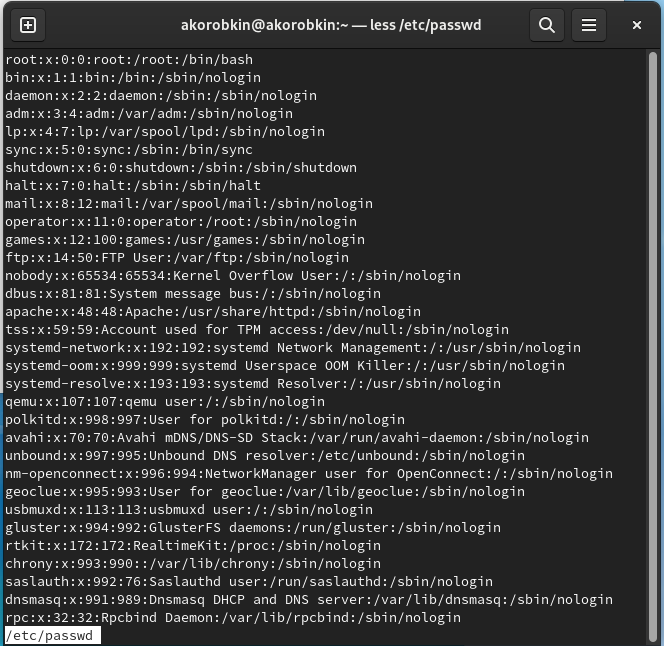 akorobkin@akorobkin:~ — less /etc/passwd
root:x:0:0:root:/root:/bin/bash
bin:x:1:1:bin:/bin:/sbin/nologin
daemon:x:2:2:daemon:/sbin:/sbin/nologin
adm:x:3:4:adm:/var/adm:/sbin/nologin
lp:x:4:7:lp:/var/spool/lpd:/sbin/nologin
sync:x:5:0:sync:/sbin:/bin/sync
shutdown:x:6:0:shutdown:/sbin:/sbin/shutdown
halt:x:7:0:halt:/sbin:/sbin/halt
mail:x:8:12:mail:/var/spool/mail:/sbin/nologin
operator:x:11:0:operator:/root:/sbin/nologin
games:x:12:100:games:/usr/games:/sbin/nologin
ftp:x:14:50:FTP User:/var/ftp:/sbin/nologin
nobody:x:65534:65534:Kernel Overflow User:/:/sbin/nologin
dbus:x:81:81:System message bus:/:/sbin/nologin
apache:x:48:48:Apache:/usr/share/httpd:/sbin/nologin
tss:x:59:59:Account used for TPM access:/dev/null:/sbin/nologin
systemd-network:x:192:192:systemd Network Management:/:/usr/sbin/nologin
systemd-oom:x:999:999:systemd Userspace OOM Killer:/:/usr/sbin/nologin
systemd-resolve:x:193:193:systemd Resolver:/:/usr/sbin/nologin
qemu:x:107:107:qemu user:/:/sbin/nologin
polkitd:x:998:997:User for polkitd:/:/sbin/nologin
avahi:x:70:70:Avahi mDNS/DNS-SD Stack:/var/run/avahi-daemon:/sbin/nologin
unbound:x:997:995:Unbound DNS resolver:/etc/unbound:/sbin/nologin
nm-openconnect:x:996:994:NetworkManager user for OpenConnect:/:/sbin/nologin
geoclue:x:995:993:User for geoclue:/var/lib/geoclue:/sbin/nologin
usbmuxd:x:113:113:usbmuxd user:/:/sbin/nologin
gluster:x:994:992:GlusterFS daemons:/run/gluster:/sbin/nologin
rtkit:x:172:172:RealtimeKit:/proc:/sbin/nologin
chrony:x:993:990::/var/lib/chrony:/sbin/nologin
saslauth:x:992:76:Saslauthd user:/run/saslauthd:/sbin/nologin
dnsmasq:x:991:989:Dnsmasq DHCP and DNS server:/var/lib/dnsmasq:/sbin/nologin
rpc:x:32:32:Rpcbind Daemon:/var/lib/rpcbind:/sbin/nologin
/etc/passwd